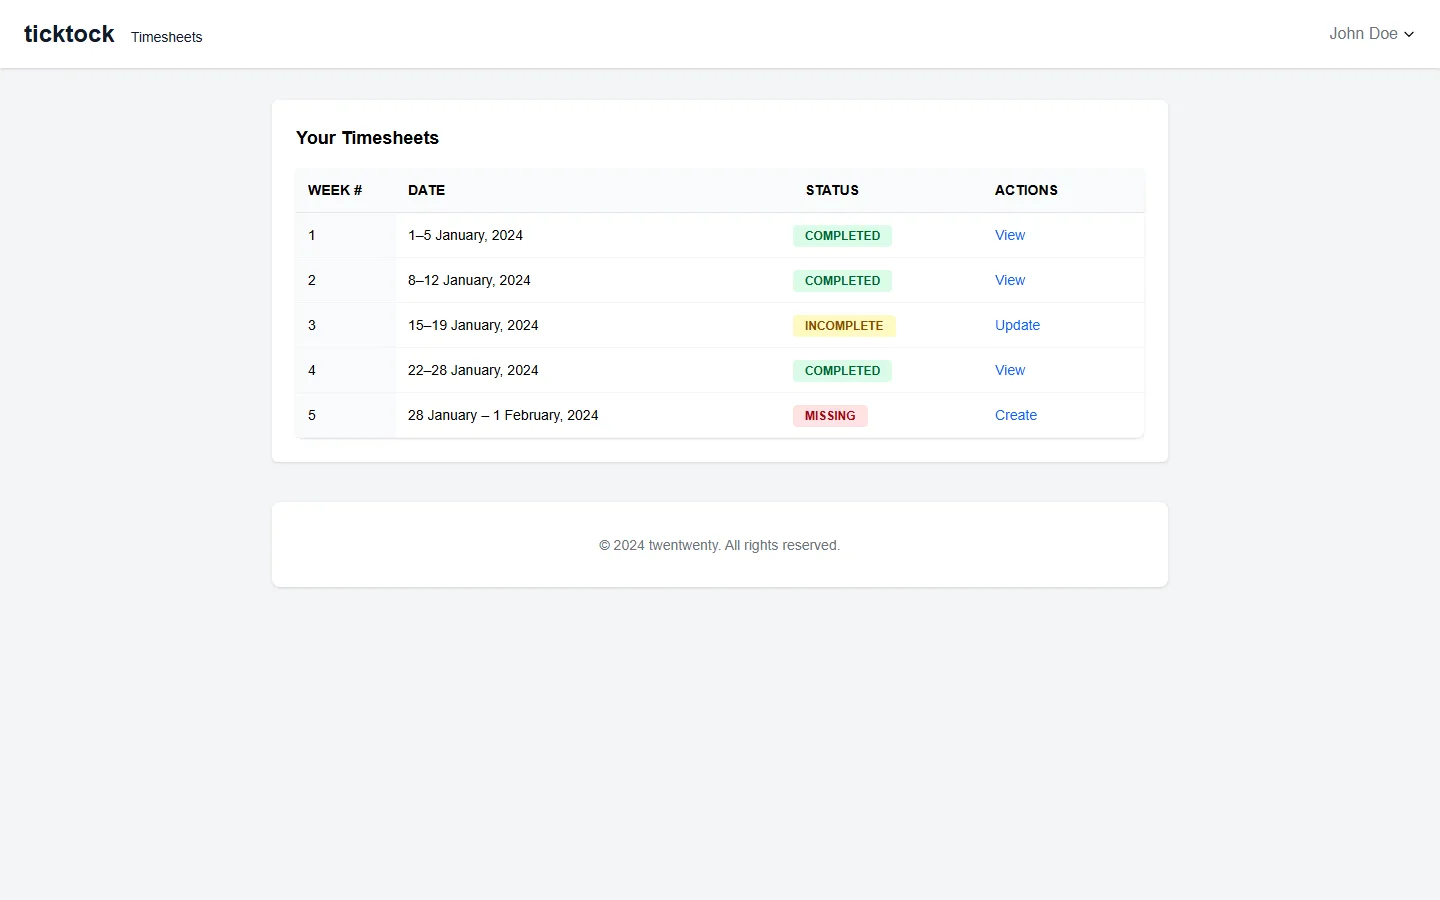 ticktock Timesheets John Doe
Your Timesheets
WEEK # DATE STATUS ACTIONS
1 1–5 January, 2024 COMPLETED View
2 8–12 January, 2024 COMPLETED View
3 15–19 January, 2024 INCOMPLETE Update
4 22–28 January, 2024 COMPLETED View
5 28 January – 1 February, 2024 MISSING Create
© 2024 twentwenty. All rights reserved.